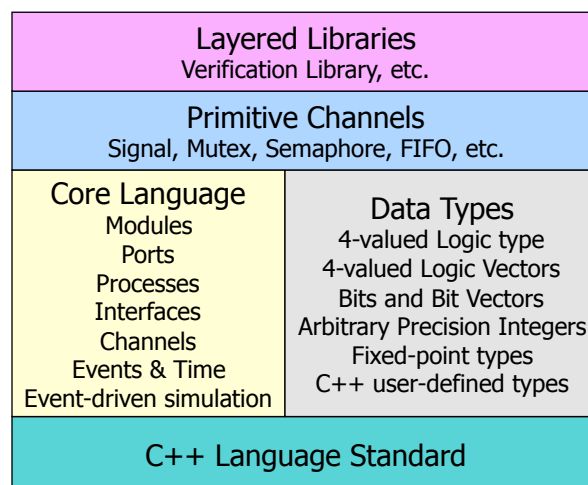 Layered Libraries
Verification Library, etc.
Primitive Channels
Signal, Mutex, Semaphore, FIFO, etc.
Core Language
Modules
Ports
Processes
Interfaces
Channels
Events & Time
Event-driven simulation
Data Types
4-valued Logic type
4-valued Logic Vectors
Bits and Bit Vectors
Arbitrary Precision Integers
Fixed-point types
C++ user-defined types
C++ Language Standard